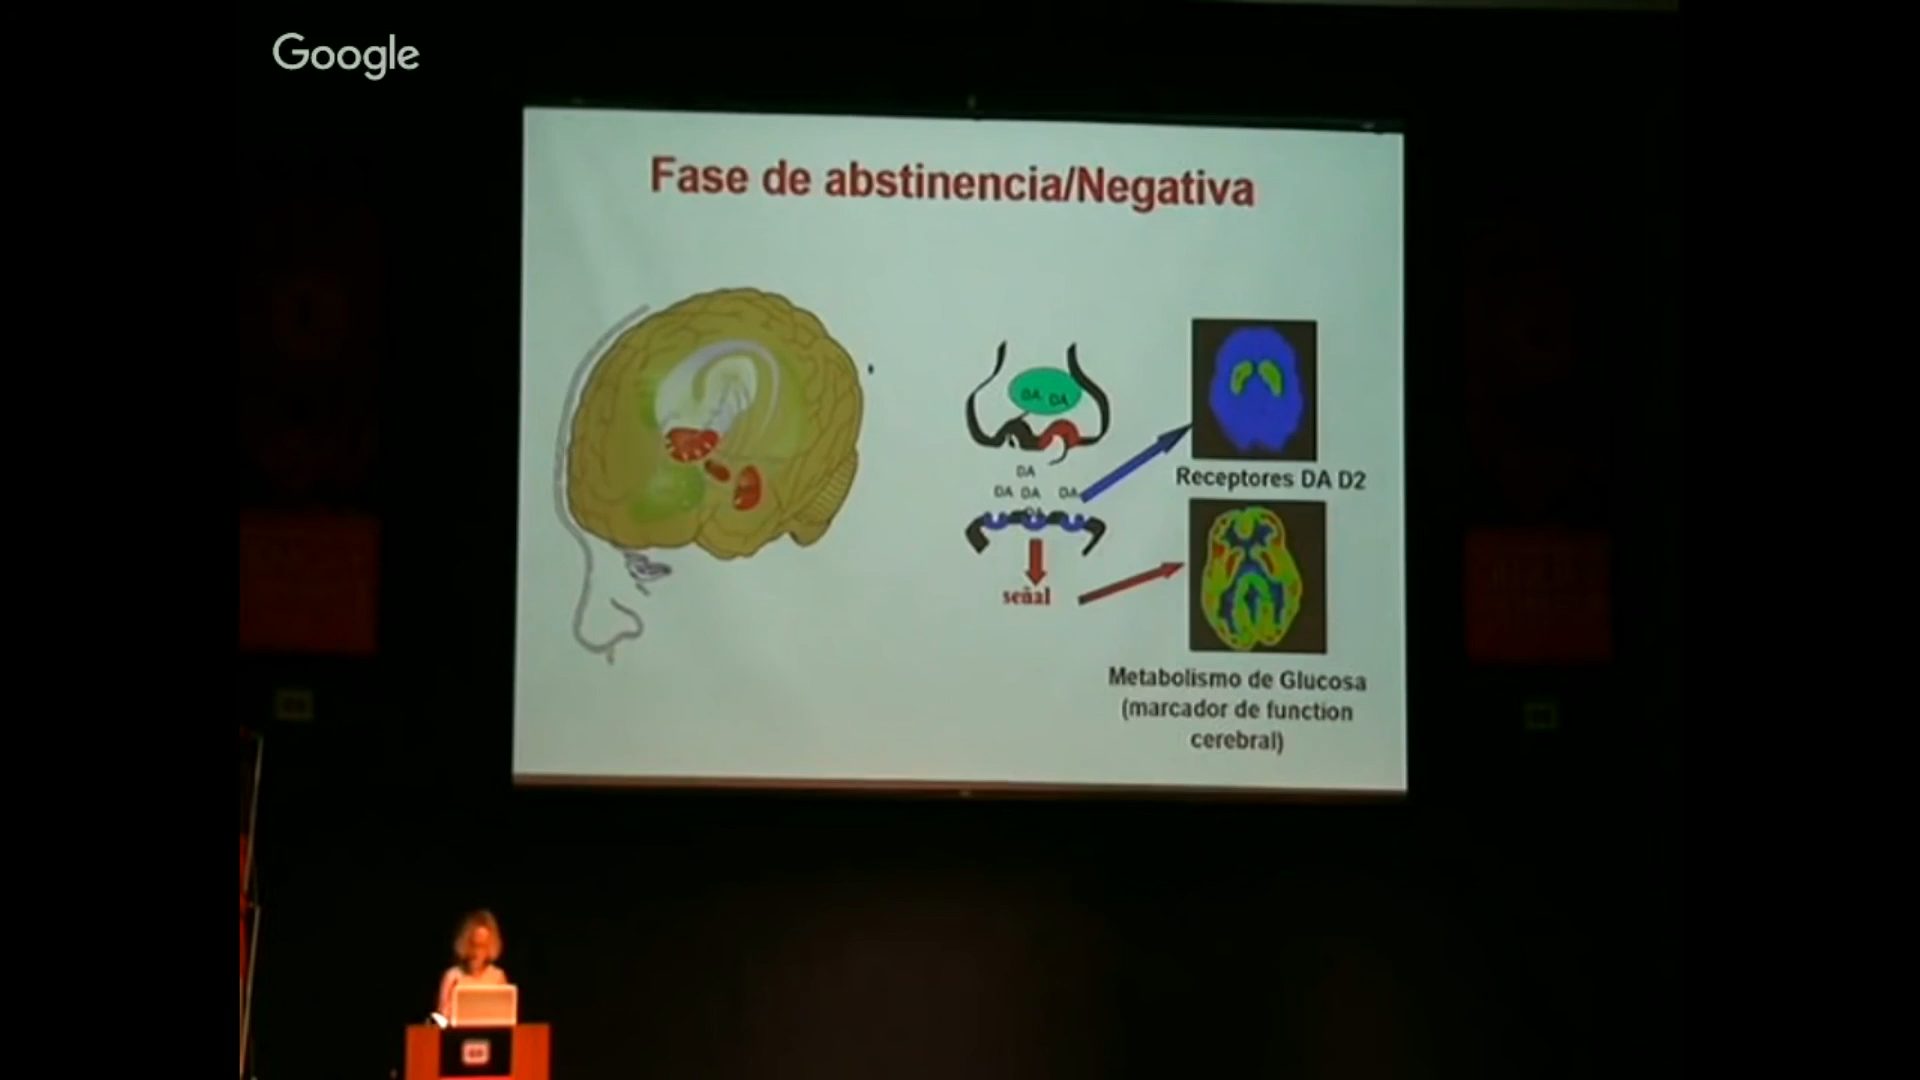 Google
Fase de abstinencia/Negativa
DA DA
DA
DA DA DA
señal
Receptores DA D2
Metabolismo de Glucosa
(marcador de function
cerebral)